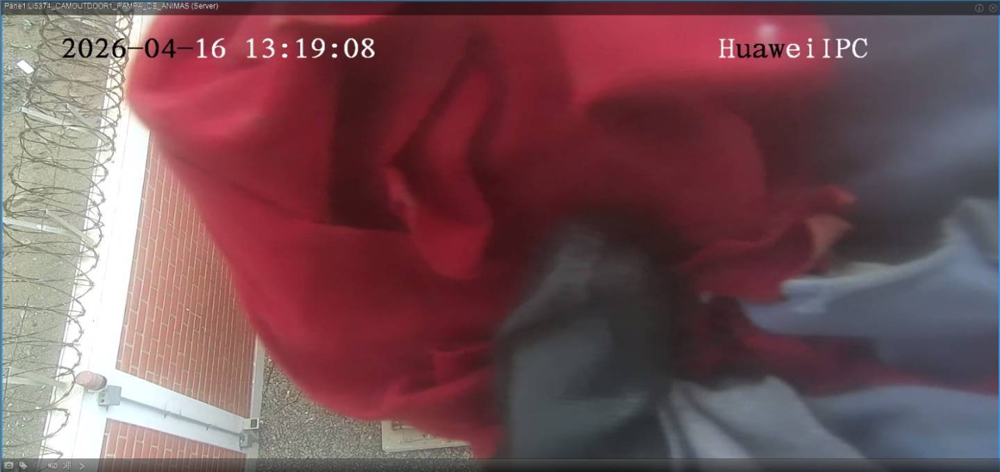 Pane1:LI5374_CAMOUTDOOR1_PAMPA_DE_ANIMAS (Server)
2026-04-16 13:19:08 HuaweiIPC